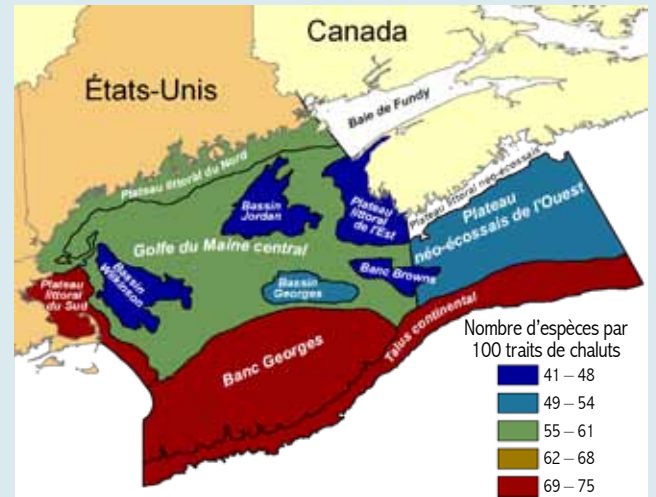 Canada
États-Unis
Baie de Fundy
Plateau littoral du Nord
Plateau littoral néo-écossais
Bassin
Jordan
Plateau
littoral
de l'Est
Plateau
néo-écossais de l'Ouest
Golfe du Maine central
Bassin
Wilkinson
Banc Browns
Bassin
Georges
Plateau
littoral
du Sud
Banc Georges
Talus continental
Nombre d'espèces par
100 traits de chaluts
41 – 48
49 – 54
55 – 61
62 – 68
69 – 75